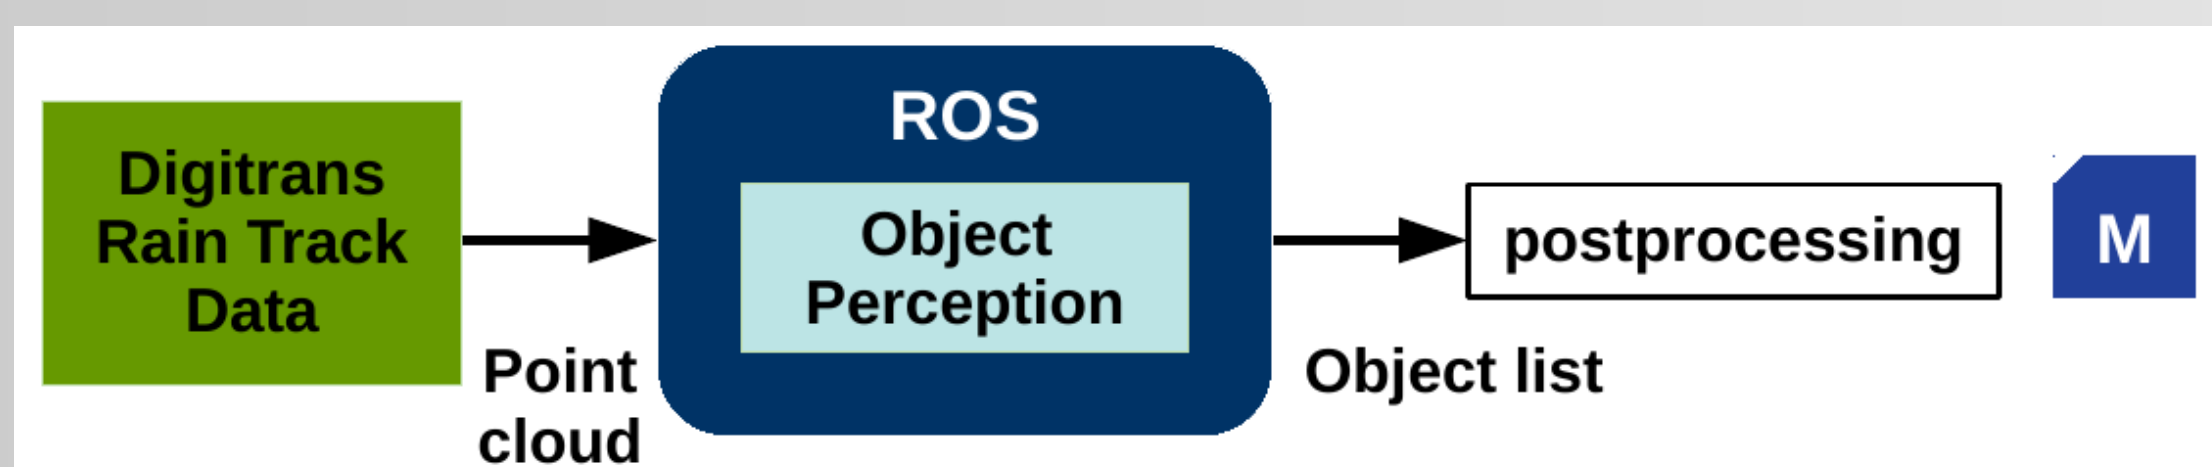 Digitrans
Rain Track
Data
Point
cloud
ROS
Object
Perception
Object list
postprocessing
M